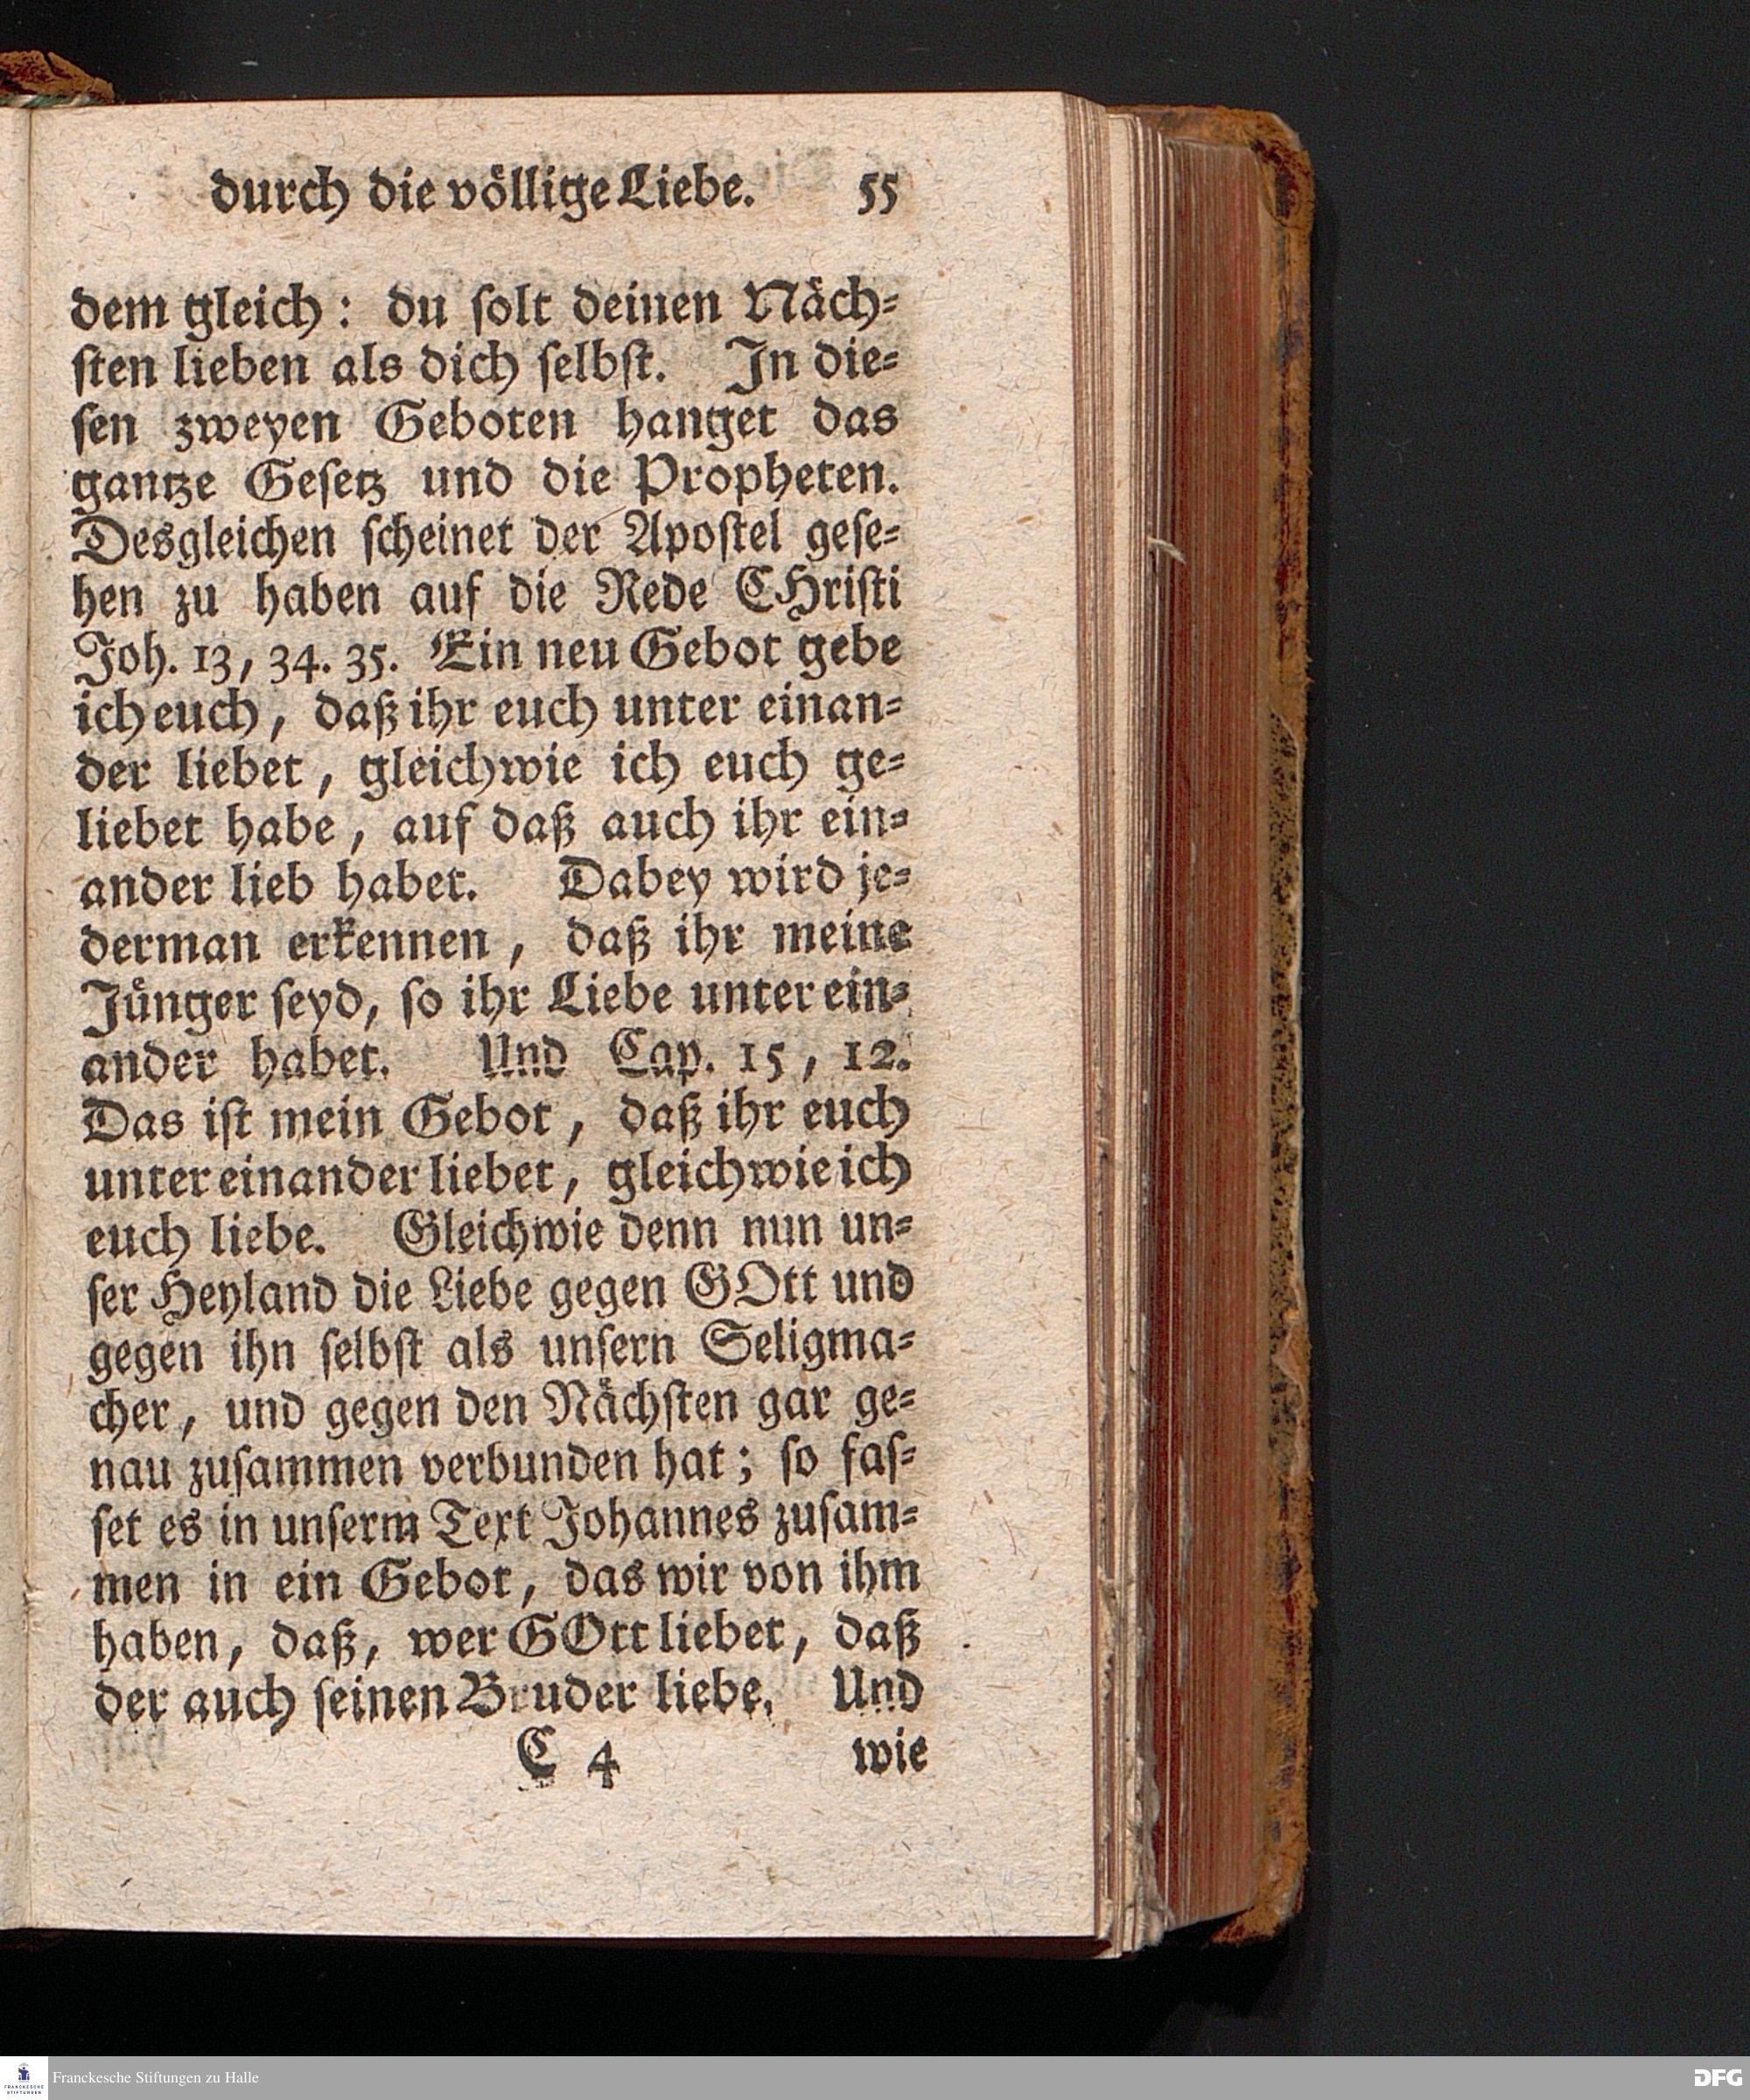 durch die völlige Liebe. 55
dem gleich: du ſolt deinen Näch⸗
ſten lieben als dich ſelbſt. In die⸗
ſen zweyen Geboten hanget das
gantze Geſetz und die Propheten.
Desgleichen ſcheinet der Apoſtel geſe⸗
hen zu haben auf die Rede CHriſti
Joh. 13, 34. 35. Ein neu Gebot gebe
ich euch, daß ihr euch unter einan⸗
der liebet, gleichwie ich euch ge⸗
liebet habe, auf daß auch ihr ein⸗
ander lieb habet. Dabey wird je⸗
derman erkennen, daß ihr meine
Jünger ſeyd, ſo ihr Liebe unter ein⸗
ander habet. Und Cap. 15, 12.
Das iſt mein Gebot, daß ihr euch
unter einander liebet, gleichwie ich
euch liebe. Gleichwie denn nun un⸗
ſer Heyland die Liebe gegen GOtt und
gegen ihn ſelbſt als unſern Seligma⸗
cher, und gegen den Nächſten gar ge⸗
nau zuſammen verbunden hat; ſo faſ⸗
ſet es in unſerm Text Johannes zuſam⸗
men in ein Gebot, das wir von ihm
haben, daß, wer GOtt liebet, daß
der auch ſeinen Bruder liebe. Und
C 4 wie
FRANCKESCHE STIFTUNGEN
Franckesche Stiftungen zu Halle
DFG